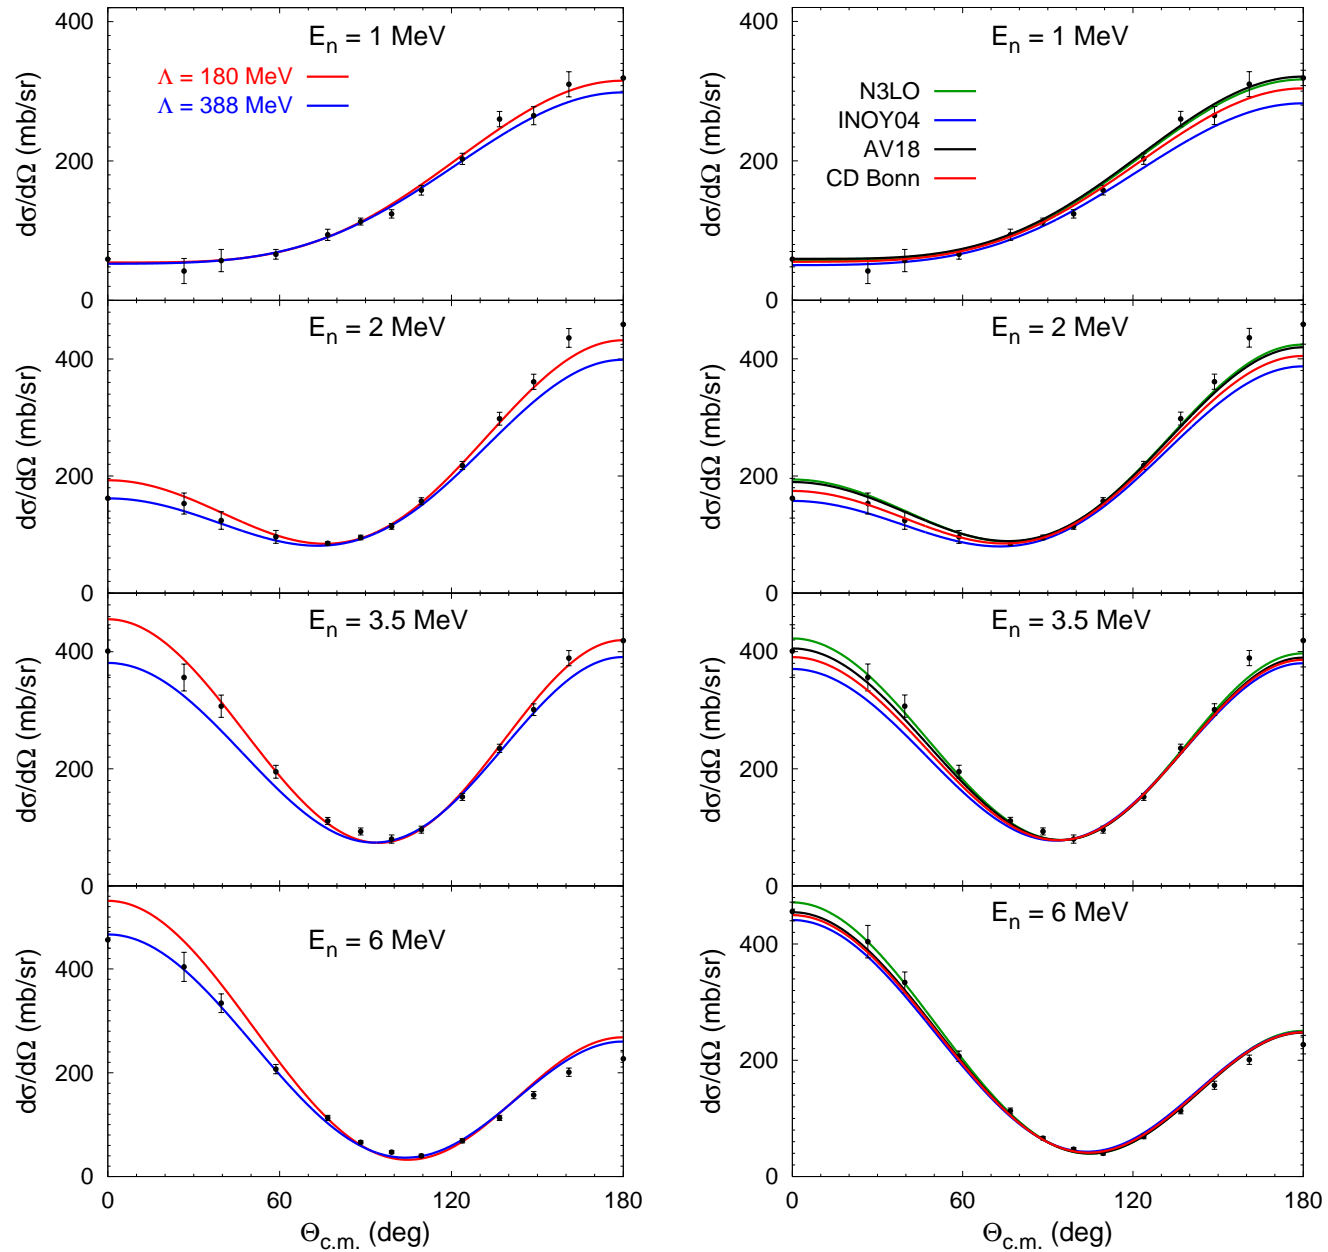 400
200
0
dσ/dΩ (mb/sr)
E_n = 1 MeV
Λ = 180 MeV
Λ = 388 MeV
400
200
0
dσ/dΩ (mb/sr)
E_n = 2 MeV
400
200
0
dσ/dΩ (mb/sr)
E_n = 3.5 MeV
400
200
0
dσ/dΩ (mb/sr)
E_n = 6 MeV
0 60 120 180
Θ_c.m. (deg)
400
200
0
dσ/dΩ (mb/sr)
E_n = 1 MeV
N3LO
INOY04
AV18
CD Bonn
400
200
0
dσ/dΩ (mb/sr)
E_n = 2 MeV
400
200
0
dσ/dΩ (mb/sr)
E_n = 3.5 MeV
400
200
0
dσ/dΩ (mb/sr)
E_n = 6 MeV
0 60 120 180
Θ_c.m. (deg)